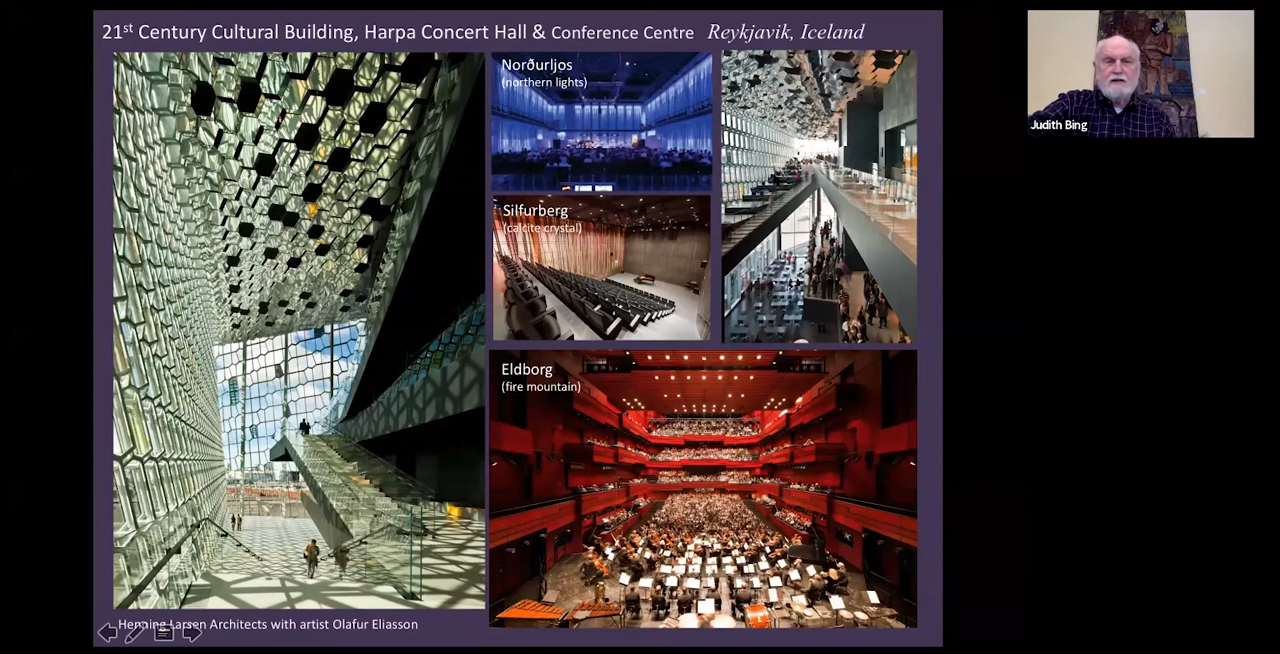 21st Century Cultural Building, Harpa Concert Hall & Conference Centre Reykjavik, Iceland
Norðurljos
(northern lights)
Silfurberg
(calcite crystal)
Eldborg
(fire mountain)
Henning Larsen Architects with artist Olafur Eliasson
Judith Bing